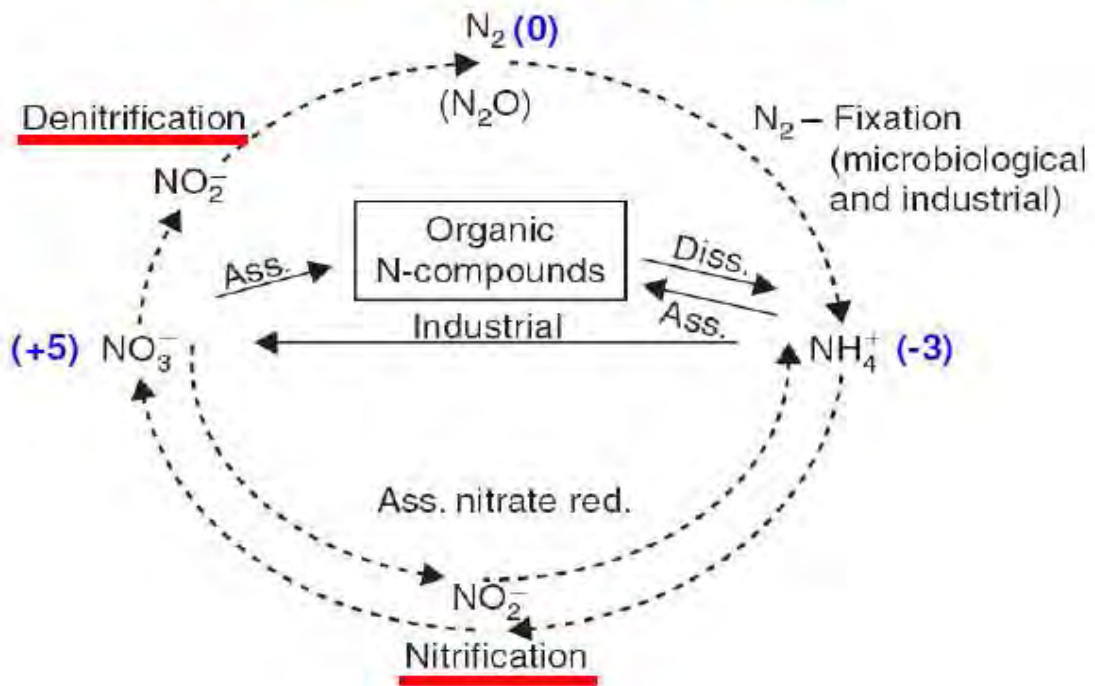 N₂ (0)
(N₂O)
Denitrification
N₂ – Fixation
(microbiological
and industrial)
NO₂⁻
Organic
N-compounds
Ass.
Diss.
Ass.
Industrial
(+5) NO₃⁻
NH₄⁺ (-3)
Ass. nitrate red.
NO₂⁻
Nitrification